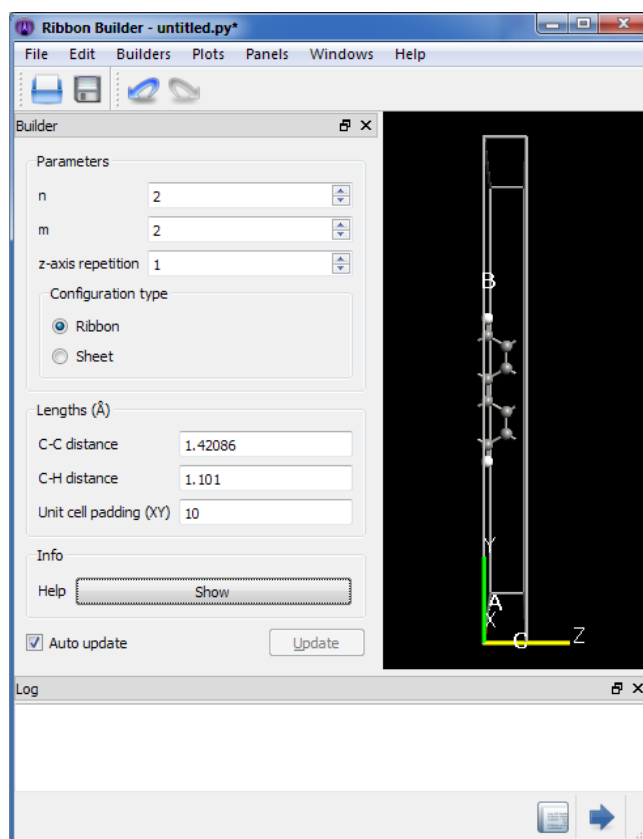 Ribbon Builder - untitled.py*
File Edit Builders Plots Panels Windows Help
Builder
Parameters
n 2
m 2
z-axis repetition 1
Configuration type
Ribbon
Sheet
Lengths (Å)
C-C distance 1.42086
C-H distance 1.101
Unit cell padding (XY) 10
Info
Help Show
Auto update Update
B
Y
A
X
C
Z
Log